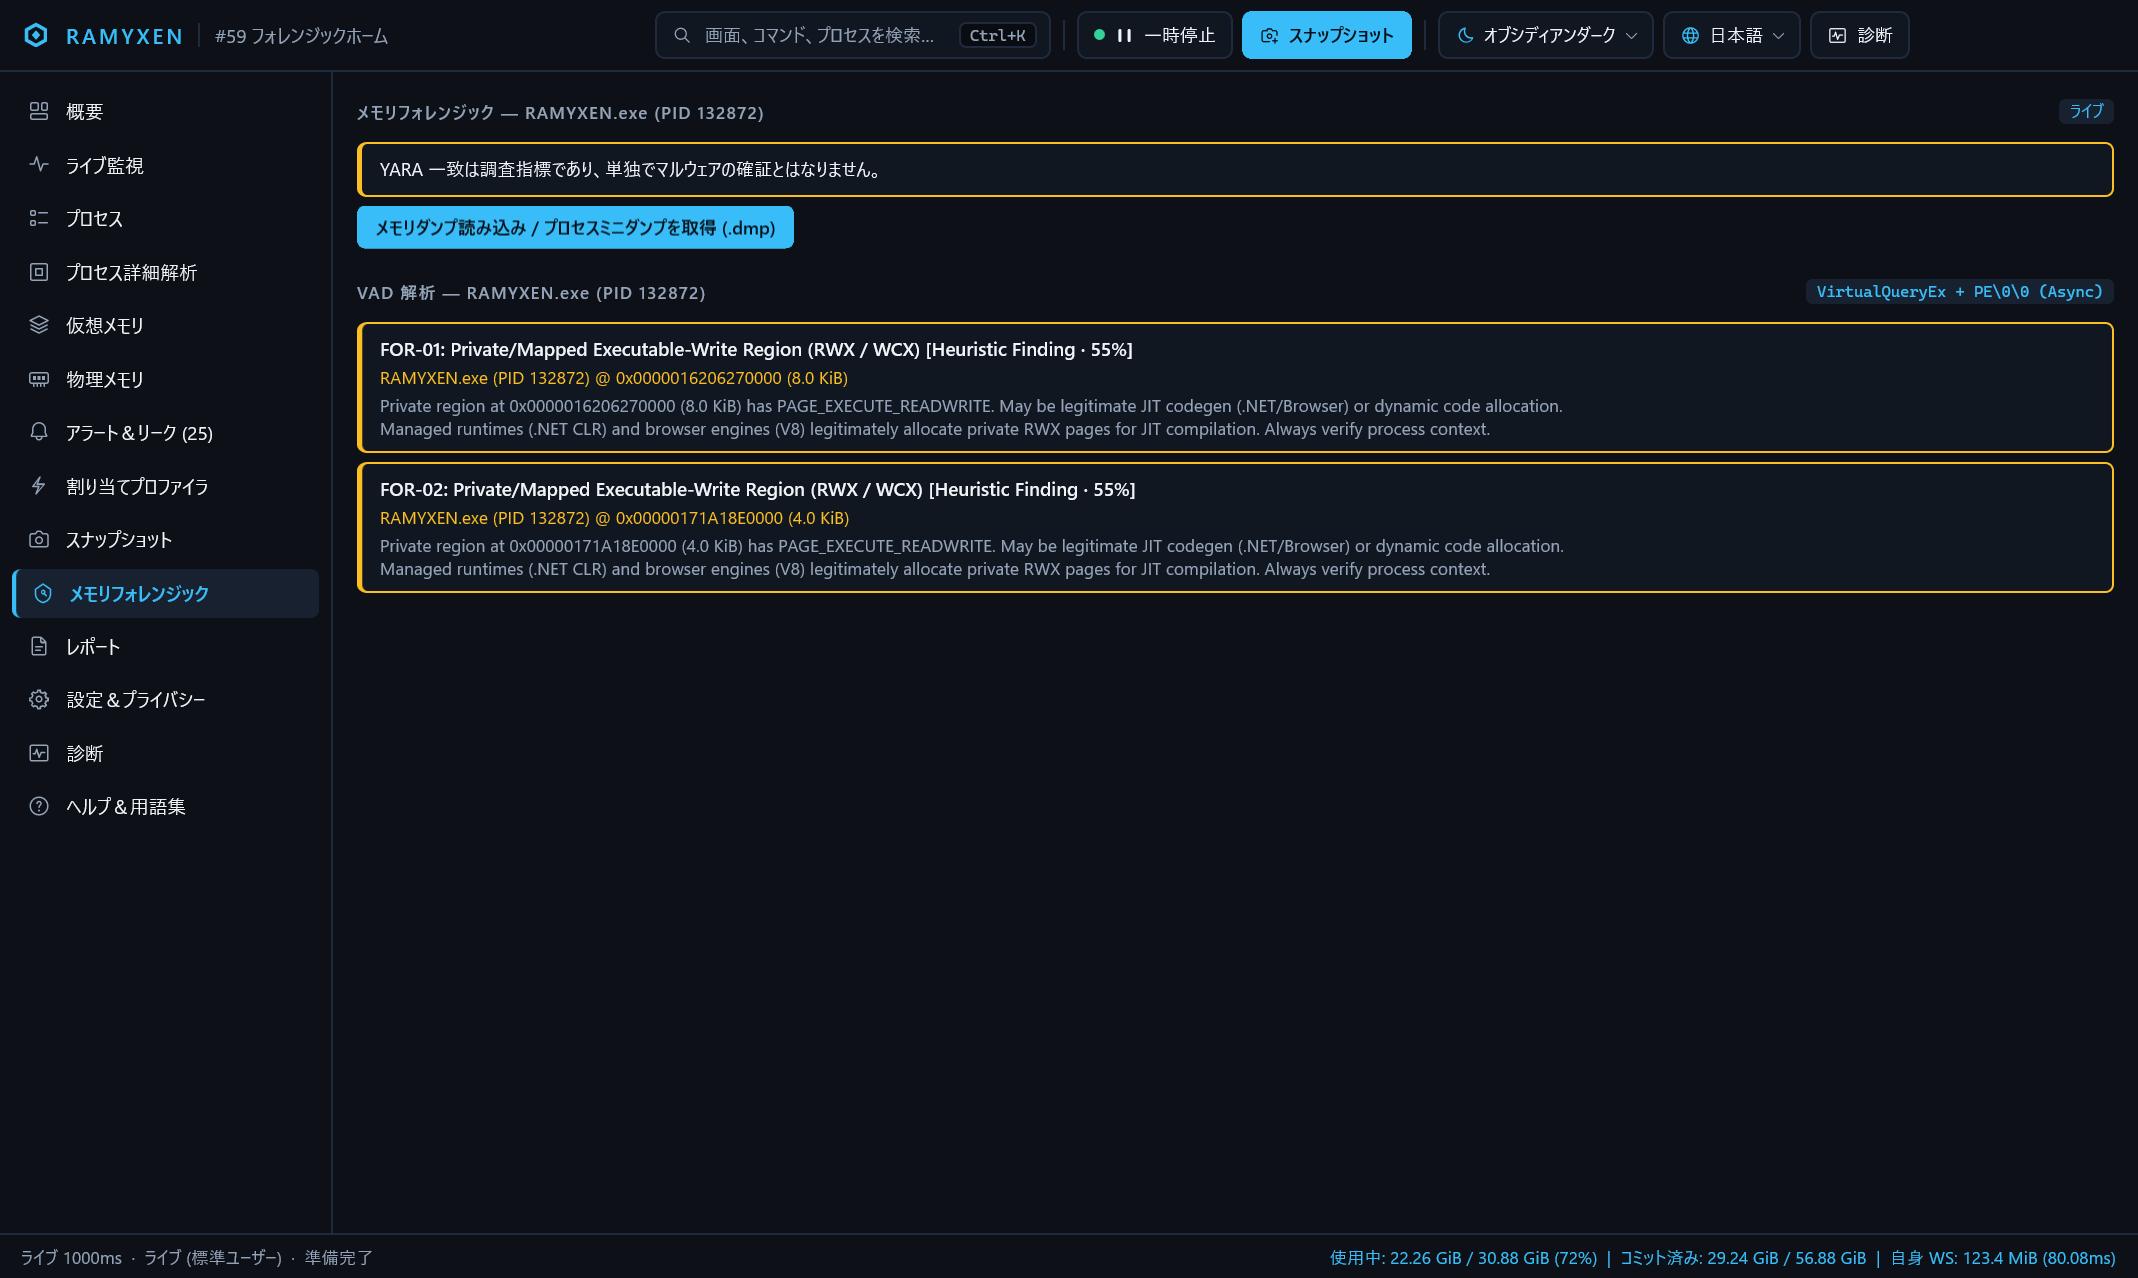 RAMYXEN
#59 フォレンジックホーム
画面、コマンド、プロセスを検索... Ctrl+K
一時停止
スナップショット
オブシディアンダーク
日本語
診断
概要
ライブ監視
プロセス
プロセス詳細解析
仮想メモリ
物理メモリ
アラート＆リーク (25)
割り当てプロファイラ
スナップショット
メモリフォレンジック
レポート
設定＆プライバシー
診断
ヘルプ＆用語集
メモリフォレンジック — RAMYXEN.exe (PID 132872)
ライブ
YARA 一致は調査指標であり、単独でマルウェアの確証とはなりません。
メモリダンプ読み込み / プロセスミニダンプを取得 (.dmp)
VAD 解析 — RAMYXEN.exe (PID 132872)
VirtualQueryEx + PE\0\0 (Async)
FOR-01: Private/Mapped Executable-Write Region (RWX / WCX) [Heuristic Finding · 55%]
RAMYXEN.exe (PID 132872) @ 0x0000016206270000 (8.0 KiB)
Private region at 0x0000016206270000 (8.0 KiB) has PAGE_EXECUTE_READWRITE. May be legitimate JIT codegen (.NET/Browser) or dynamic code allocation.
Managed runtimes (.NET CLR) and browser engines (V8) legitimately allocate private RWX pages for JIT compilation. Always verify process context.
FOR-02: Private/Mapped Executable-Write Region (RWX / WCX) [Heuristic Finding · 55%]
RAMYXEN.exe (PID 132872) @ 0x00000171A18E0000 (4.0 KiB)
Private region at 0x00000171A18E0000 (4.0 KiB) has PAGE_EXECUTE_READWRITE. May be legitimate JIT codegen (.NET/Browser) or dynamic code allocation.
Managed runtimes (.NET CLR) and browser engines (V8) legitimately allocate private RWX pages for JIT compilation. Always verify process context.
ライブ 1000ms · ライブ (標準ユーザー) · 準備完了
使用中: 22.26 GiB / 30.88 GiB (72%) | コミット済み: 29.24 GiB / 56.88 GiB | 自身 WS: 123.4 MiB (80.08ms)